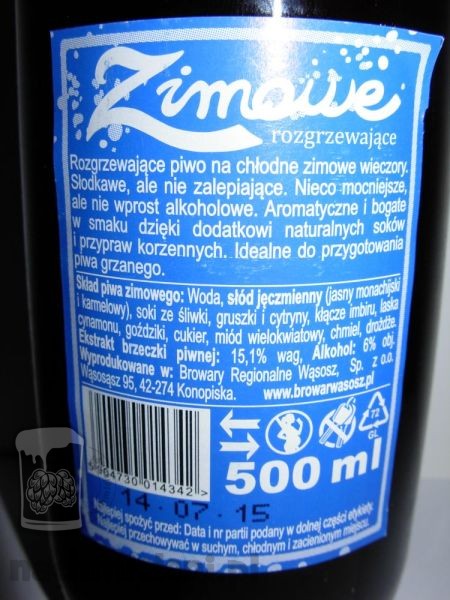 Zimowe
rozgrzewające
Rozgrzewające piwo na chłodne zimowe wieczory.
Słodkawe, ale nie zalepiające. Nieco mocniejsze,
ale nie wprost alkoholowe. Aromatyczne i bogate
w smaku dzięki dodatkowi naturalnych soków
i przypraw korzennych. Idealne do przygotowania
piwa grzanego.
Skład piwa zimowego: Woda, słód jęczmienny (jasny monachijski
i karmelowy), soki ze śliwki, gruszki i cytryny, kłącze imbiru, laska
cynamonu, goździki, cukier, miód wielokwiatowy, chmiel, drożdże.
Ekstrakt brzeczki piwnej: 15,1% wag, Alkohol: 6% obj.
Wyprodukowane w: Browary Regionalne Wąsosz, Sp. z o.o.
Wąsosąsz 95, 42-274 Konopiska. www.browarwasosz.pl
72
GL
500 ml
5904730014342>
14.07.15
Najlepiej spożyć przed: Data i nr partii podany w dolnej części etykiety.
Najlepiej przechowywać w suchym, chłodnym i zacienionym miejscu.